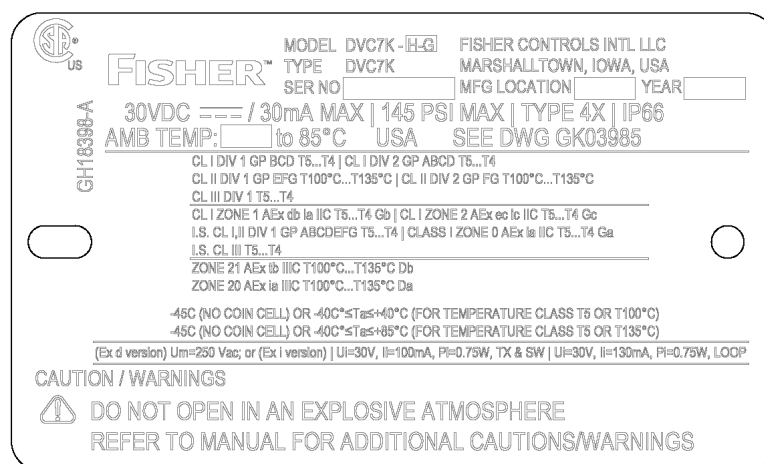 SA
®
US
FISHER™
MODEL DVC7K - H-G
TYPE DVC7K
SER NO
FISHER CONTROLS INTL LLC
MARSHALLTOWN, IOWA, USA
MFG LOCATION YEAR
GH18398-A
30VDC / 30mA MAX | 145 PSI MAX | TYPE 4X | IP66
AMB TEMP: to 85°C USA SEE DWG GK03985
CL I DIV 1 GP BCD T5...T4 | CL I DIV 2 GP ABCD T5...T4
CL II DIV 1 GP EFG T100°C...T135°C | CL II DIV 2 GP FG T100°C...T135°C
CL III DIV 1 T5...T4
CL I ZONE 1 AEx db ia IIC T5...T4 Gb | CL I ZONE 2 AEx ec ic IIC T5...T4 Gc
I.S. CL I,II DIV 1 GP ABCDEFG T5...T4 | CLASS I ZONE 0 AEx ia IIC T5...T4 Ga
I.S. CL III T5...T4
ZONE 21 AEx tb IIIC T100°C...T135°C Db
ZONE 20 AEx ia IIIC T100°C...T135°C Da
-45C (NO COIN CELL) OR -40C°≤Ta≤+40°C (FOR TEMPERATURE CLASS T5 OR T100°C)
-45C (NO COIN CELL) OR -40C°≤Ta≤+85°C (FOR TEMPERATURE CLASS T5 OR T135°C)
(Ex d version) Um=250 Vac; or (Ex i version) | Ui=30V, Ii=100mA, Pi=0.75W, TX & SW | Ui=30V, Ii=130mA, Pi=0.75W, LOOP
CAUTION / WARNINGS
DO NOT OPEN IN AN EXPLOSIVE ATMOSPHERE
REFER TO MANUAL FOR ADDITIONAL CAUTIONS/WARNINGS